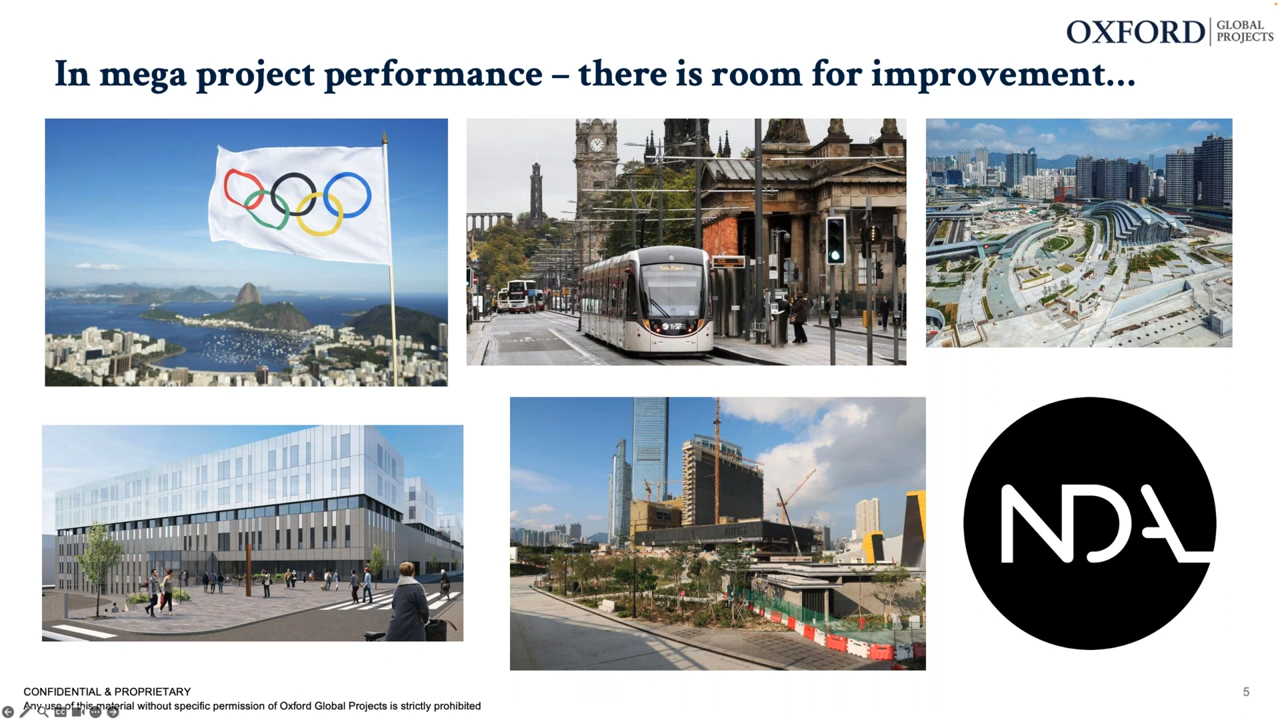 OXFORD
GLOBAL
PROJECTS
In mega project performance – there is room for improvement...
NDA
CONFIDENTIAL & PROPRIETARY
Any use of this material without specific permission of Oxford Global Projects is strictly prohibited
5